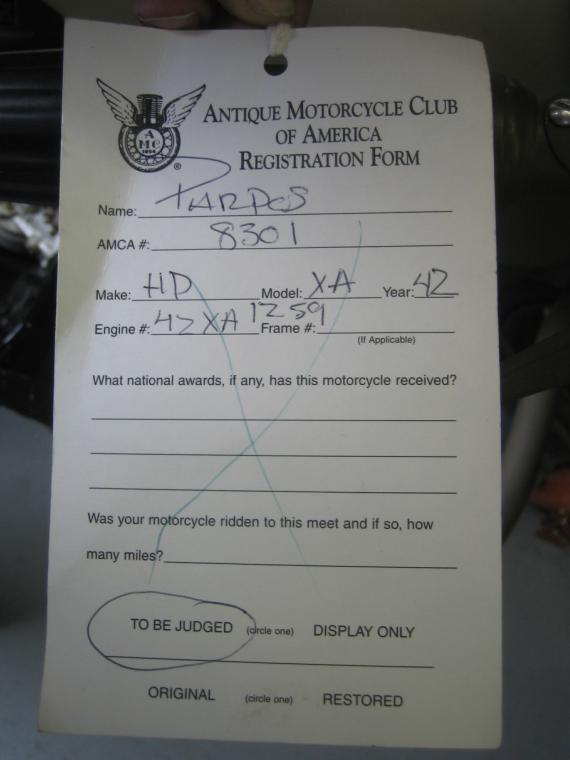 ANTIQUE MOTORCYCLE CLUB
OF AMERICA
REGISTRATION FORM
A
MC
1954
®
Name: PARDOS
AMCA #: 8301
Make: HD Model: XA Year: 42
Engine #: 42XA 1259 Frame #:
(If Applicable)
What national awards, if any, has this motorcycle received?
Was your motorcycle ridden to this meet and if so, how
many miles?
TO BE JUDGED (circle one) DISPLAY ONLY
ORIGINAL (circle one) RESTORED